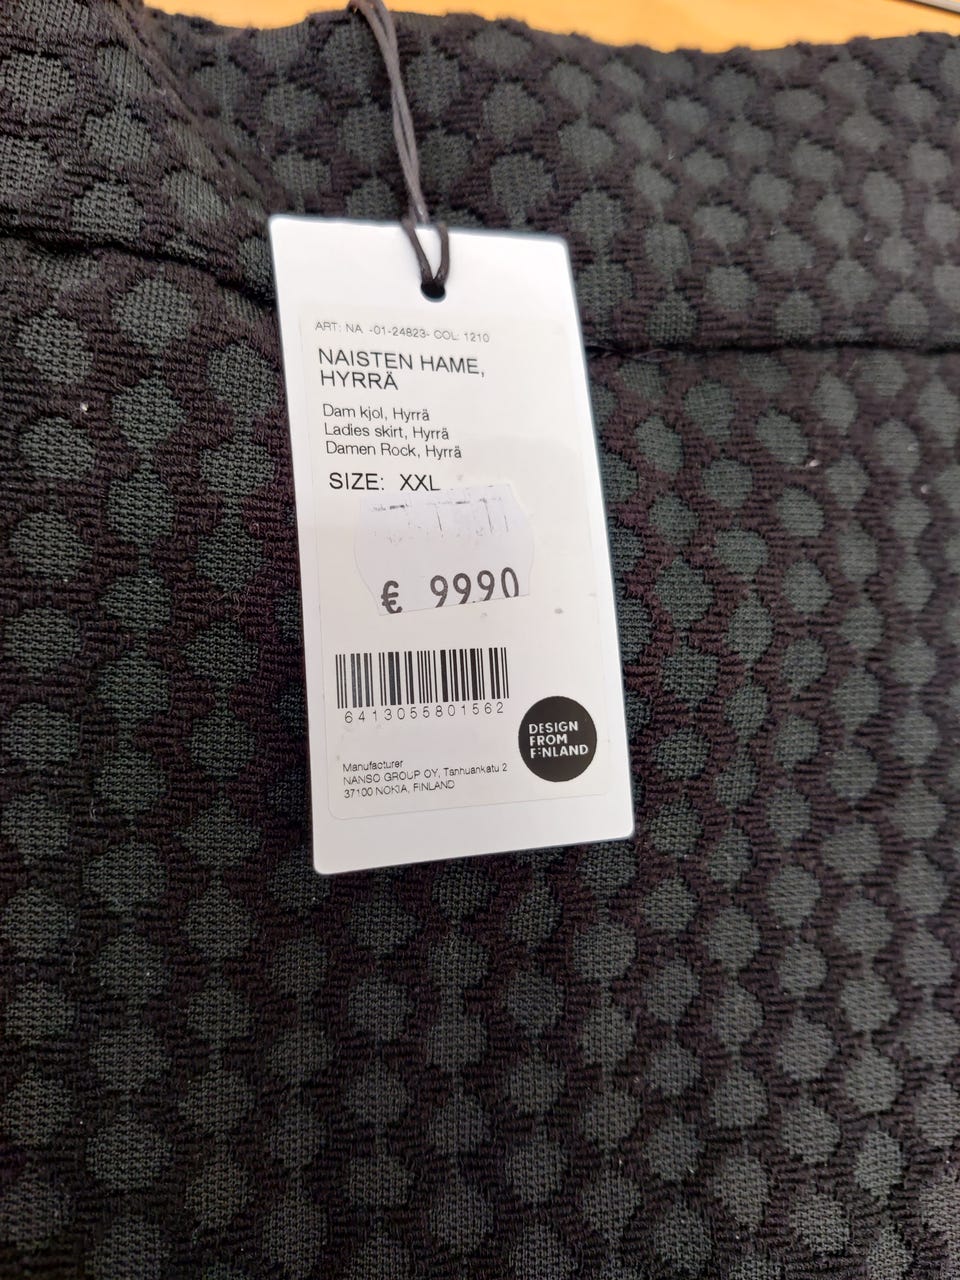 ART: NA -01-24823- COL: 1210
NAISTEN HAME,
HYRRÄ
Dam kjol, Hyrrä
Ladies skirt, Hyrrä
Damen Rock, Hyrrä
SIZE: XXL
€ 9990
6413055801562
DESIGN
FROM
FINLAND
Manufacturer
NANSO GROUP OY, Tanhuankatu 2
37100 NOKIA, FINLAND